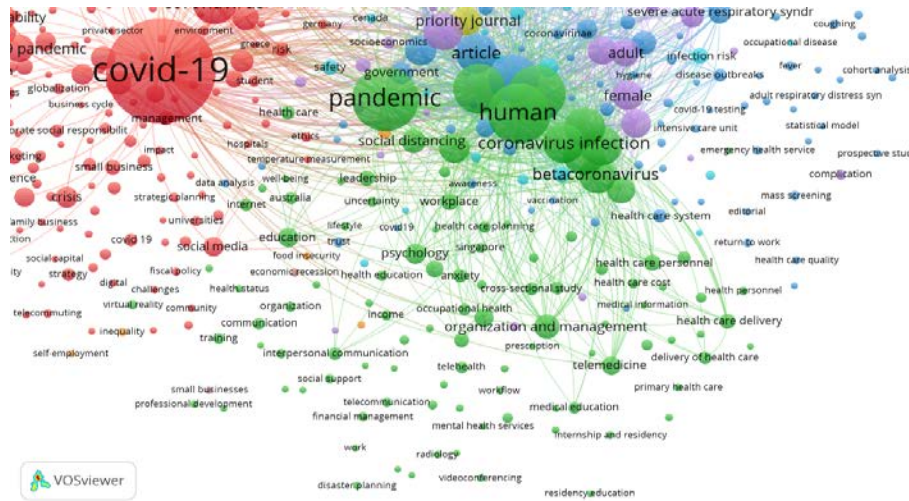 ability
private sector
environment
germany
canada
priority journal
coronavirinae
severe acute respiratory syndr
coughing
pandemic
greece
risk
socioeconomics
article
adult
occupational disease
covid-19
safety
government
infection risk
globalization
student
hygiene
disease outbreaks
fever
cohort analysis
business cycle
pandemic
human
female
adult respiratory distress syn
management
health care
covid-19 testing
orate social responsibilit
ethics
social distancing
coronavirus infection
intensive care unit
statistical model
impact
hospitals
keting
small business
temperature measurement
emergency health service
prospective stu
ence
data analysis
well-being
leadership
awareness
betacoronavirus
complication
crisis
strategic planning
internet
australia
uncertainty
workplace
vaccination
mass screening
family business
universities
lifestyle
covid19
health care planning
health care system
editorial
ction
covid 19
social media
education
trust
singapore
return to work
social capital
food insecurity
psychology
ity
strategy
fiscal policy
economic recession
health education
anxiety
health care personnel
health care quality
digital
challenges
health status
cross-sectional study
health care cost
health personnel
virtual reality
community
organization
occupational health
medical information
telecommuting
communication
income
organization and management
health care delivery
inequality
training
prescription
self-employment
interpersonal communication
telemedicine
delivery of health care
telehealth
social support
small businesses
workflow
primary health care
professional development
telecommunication
medical education
financial management
mental health services
internship and residency
work
radiology
disaster planning
videoconferencing
residency education
VOSviewer